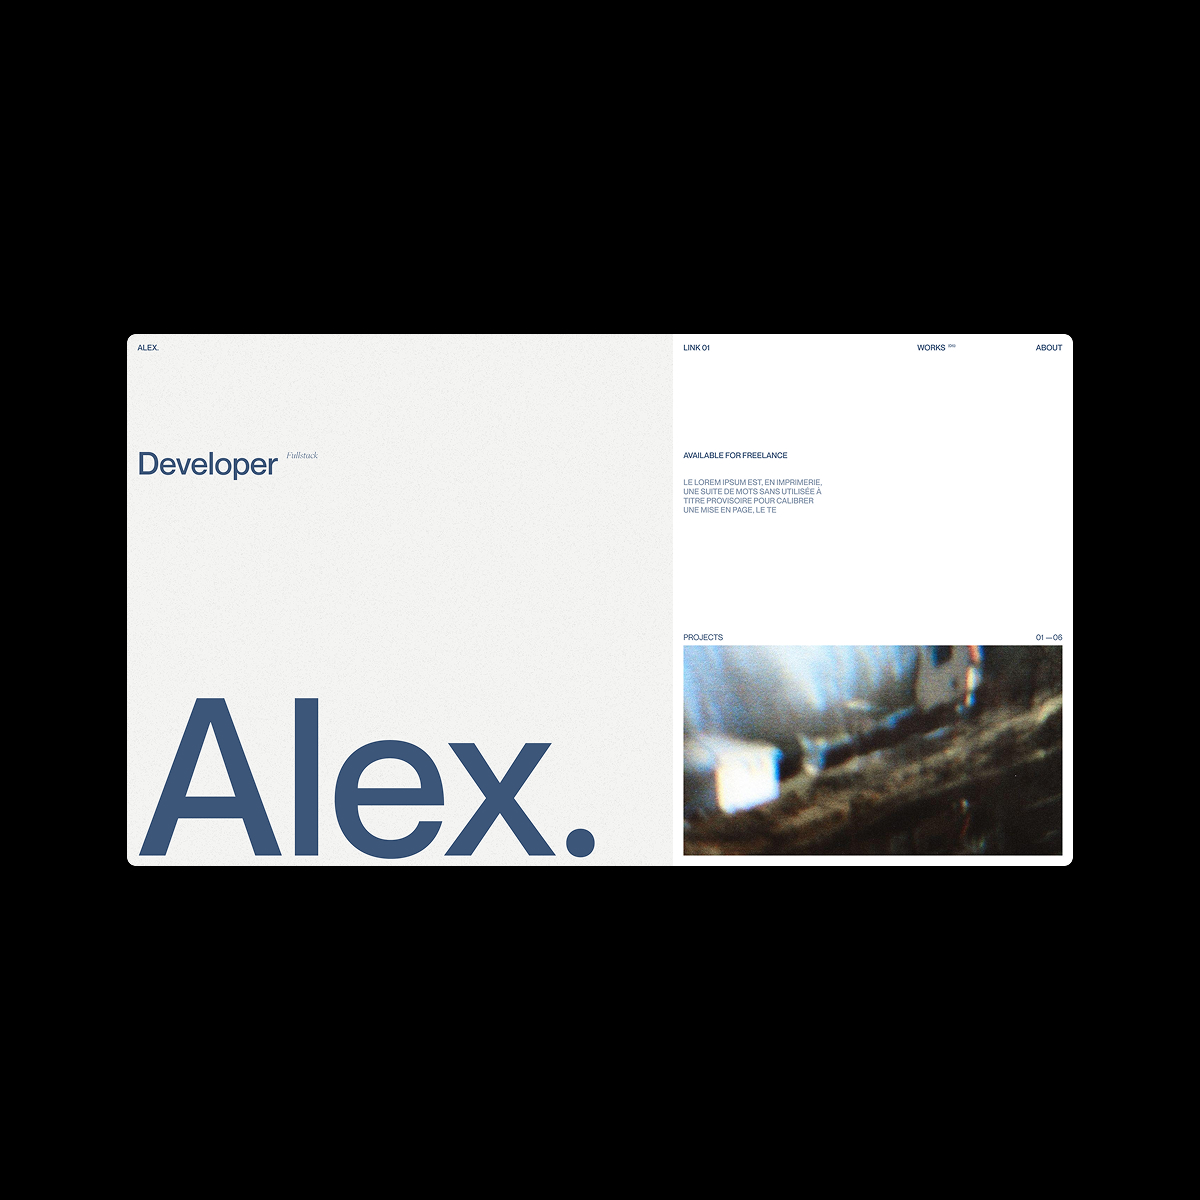 ALEX.
LINK 01
WORKS
ABOUT
Developer Fullstack
AVAILABLE FOR FREELANCE
LE LOREM IPSUM EST, EN IMPRIMERIE,
UNE SUITE DE MOTS SANS UTILISÉE À
TITRE PROVISOIRE POUR CALIBRER
UNE MISE EN PAGE, LE TE
PROJECTS
01 — 06
Alex.